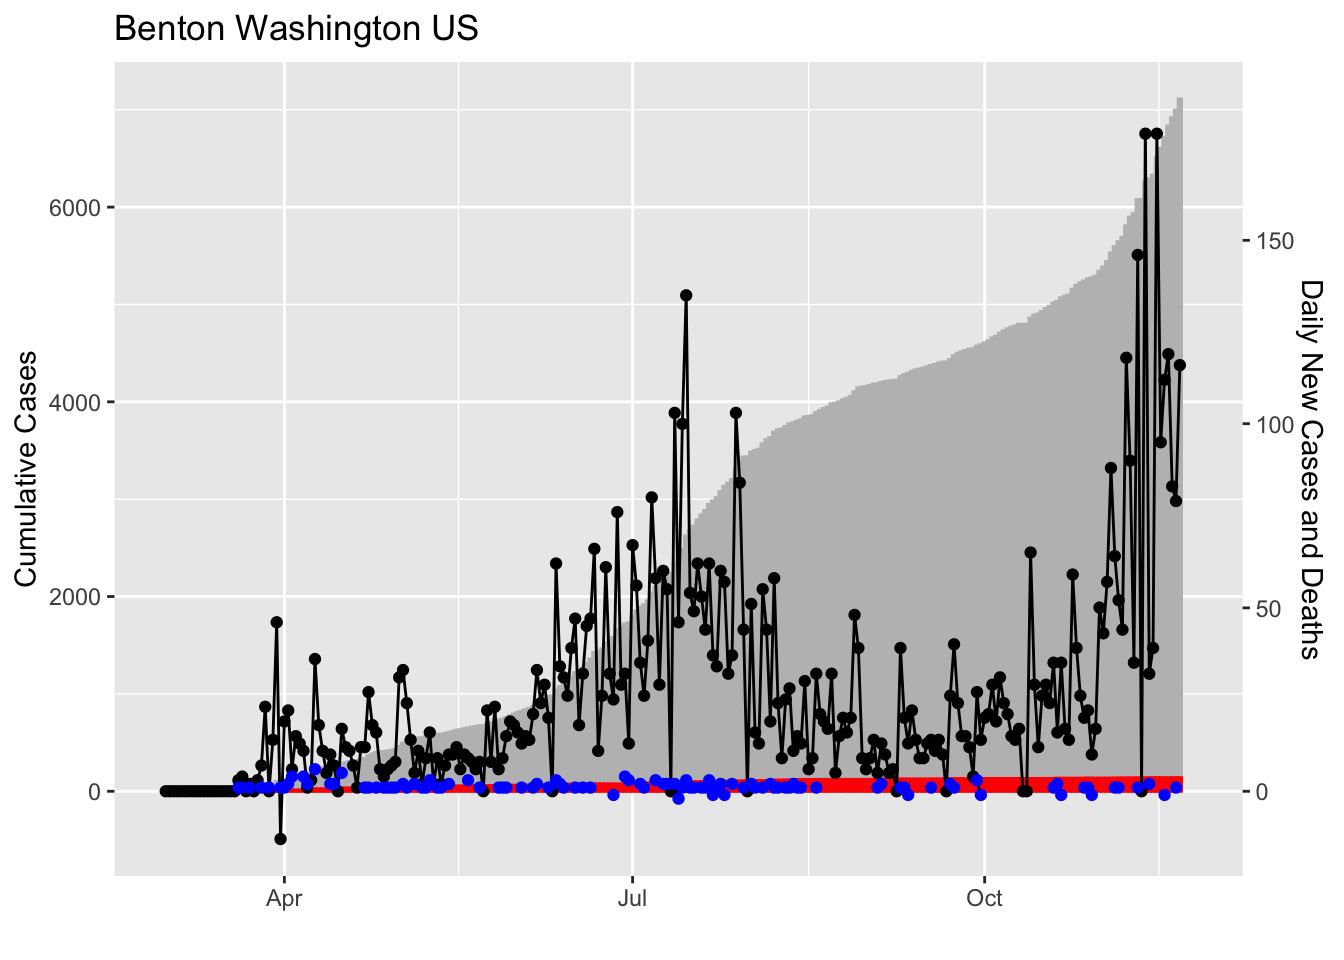 Benton Washington US
Cumulative Cases
6000
4000
2000
0
150
100
50
0
Daily New Cases and Deaths
Apr
Jul
Oct